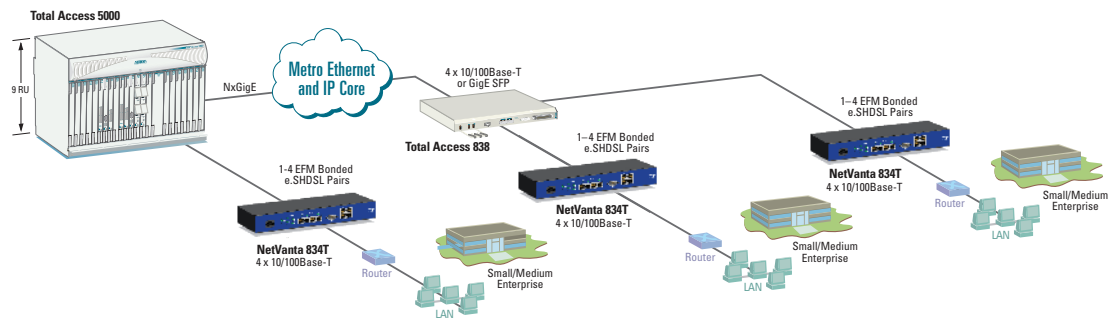 Total Access 5000
9 RU
NxGigE
Metro Ethernet
and IP Core
4 x 10/100Base-T
or GigE SFP
Total Access 838
1–4 EFM Bonded
e.SHDSL Pairs
NetVanta 834T
4 x 10/100Base-T
Router
LAN
Small/Medium
Enterprise
1–4 EFM Bonded
e.SHDSL Pairs
NetVanta 834T
4 x 10/100Base-T
Router
LAN
Small/Medium
Enterprise
1-4 EFM Bonded
e.SHDSL Pairs
NetVanta 834T
4 x 10/100Base-T
Router
LAN
Small/Medium
Enterprise